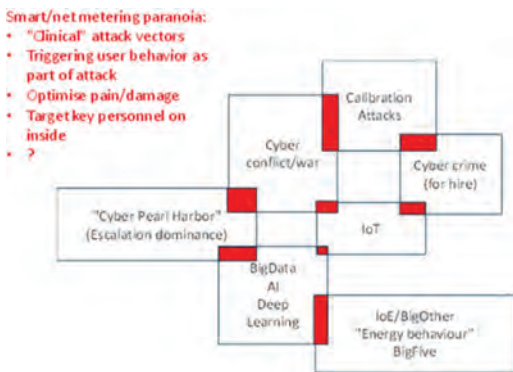 Smart/net metering paranoia:
• "Clinical" attack vectors
• Triggering user behavior as
part of attack
• Optimise pain/damage
• Target key personnel on
inside
• ?
Calibration
Attacks
Cyber
conflict/war
Cyber crime
(for hire)
"Cyber Pearl Harbor"
(Escalation dominance)
IoT
BigData
AI
Deep
Learning
IoE/BigOther
"Energy behaviour"
BigFive